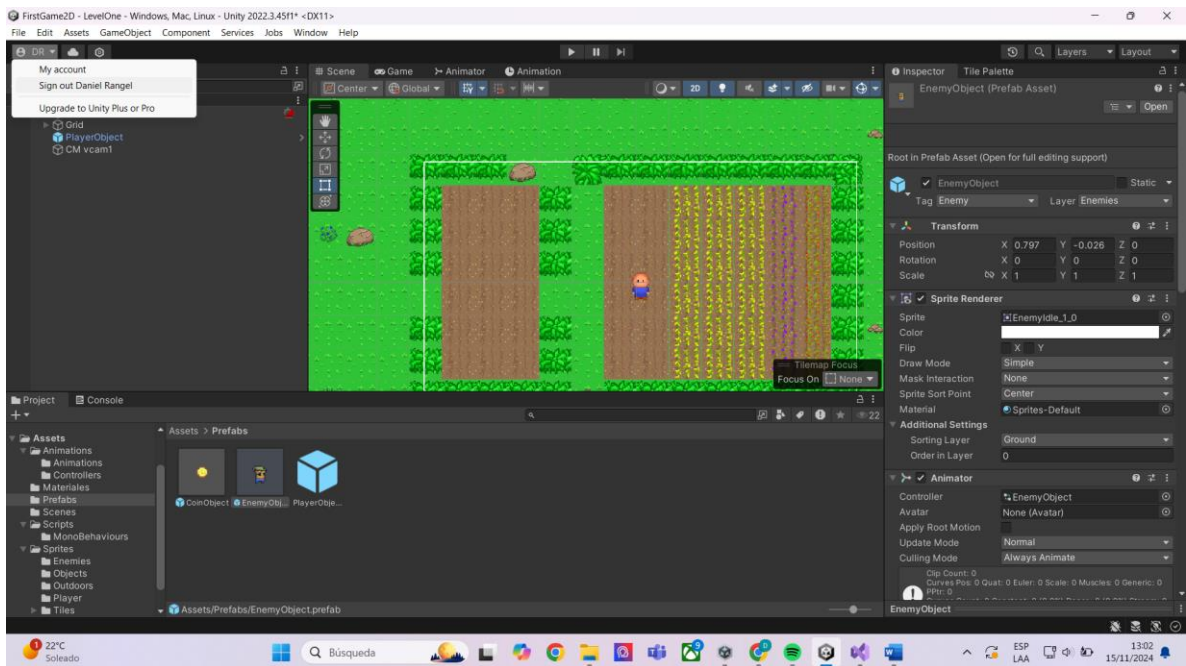 FirstGame2D - LevelOne - Windows, Mac, Linux - Unity 2022.3.45f1* <DX11>
File Edit Assets GameObject Component Services Jobs Window Help
DR Layers Layout
My account
Sign out Daniel Rangel
Upgrade to Unity Plus or Pro
Grid
PlayerObject
CM vcam1
Scene Game Animator Animation
Center Global 2D
Tilemap Focus
Focus On None
Inspector Tile Palette
EnemyObject (Prefab Asset)
Open
Root in Prefab Asset (Open for full editing support)
EnemyObject Static
Tag Enemy Layer Enemies
Transform
Position X 0.797 Y -0.026 Z 0
Rotation X 0 Y 0 Z 0
Scale X 1 Y 1 Z 1
Sprite Renderer
Sprite EnemyIdle_1_0
Color
Flip X Y
Draw Mode Simple
Mask Interaction None
Sprite Sort Point Center
Material Sprites-Default
Additional Settings
Sorting Layer Ground
Order in Layer 0
Animator
Controller EnemyObject
Avatar None (Avatar)
Apply Root Motion
Update Mode Normal
Culling Mode Always Animate
Clip Count: 0
Curves Pos: 0 Quat: 0 Euler: 0 Scale: 0 Muscles: 0 Generic: 0
PPtr: 0
EnemyObject
Project Console
22
Assets
Animations
Animations
Controllers
Materiales
Prefabs
Scenes
Scripts
MonoBehaviours
Sprites
Enemies
Objects
Outdoors
Player
Tiles
Assets > Prefabs
CoinObject EnemyObj... PlayerObje...
Assets/Prefabs/EnemyObject.prefab
1
22°C
Soleado
Búsqueda
ESP
LAA
13:02
15/11/2024